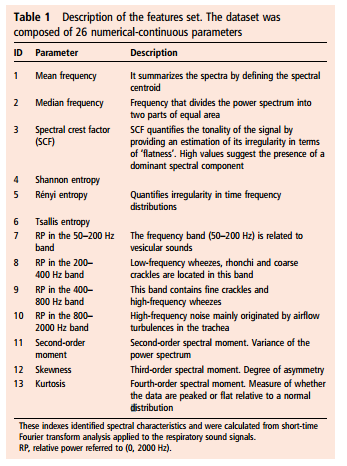 Table 1 Description of the features set. The dataset was
composed of 26 numerical-continuous parameters
ID Parameter Description
1 Mean frequency It summarizes the spectra by defining the spectral
centroid
2 Median frequency Frequency that divides the power spectrum into
two parts of equal area
3 Spectral crest factor SCF quantifies the tonality of the signal by
(SCF) providing an estimation of its irregularity in terms
of ‘flatness’. High values suggest the presence of a
dominant spectral component
4 Shannon entropy
5 Rényi entropy Quantifies irregularity in time frequency
distributions
6 Tsallis entropy
7 RP in the 50–200 Hz The frequency band (50–200 Hz) is related to
band vesicular sounds
8 RP in the 200– Low-frequency wheezes, rhonchi and coarse
400 Hz band crackles are located in this band
9 RP in the 400– This band contains fine crackles and
800 Hz band high-frequency wheezes
10 RP in the 800– High-frequency noise mainly originated by airflow
2000 Hz band turbulences in the trachea
11 Second-order Second-order spectral moment. Variance of the
moment power spectrum
12 Skewness Third-order spectral moment. Degree of asymmetry
13 Kurtosis Fourth-order spectral moment. Measure of whether
the data are peaked or flat relative to a normal
distribution
These indexes identified spectral characteristics and were calculated from short-time
Fourier transform analysis applied to the respiratory sound signals.
RP, relative power referred to (0, 2000 Hz).